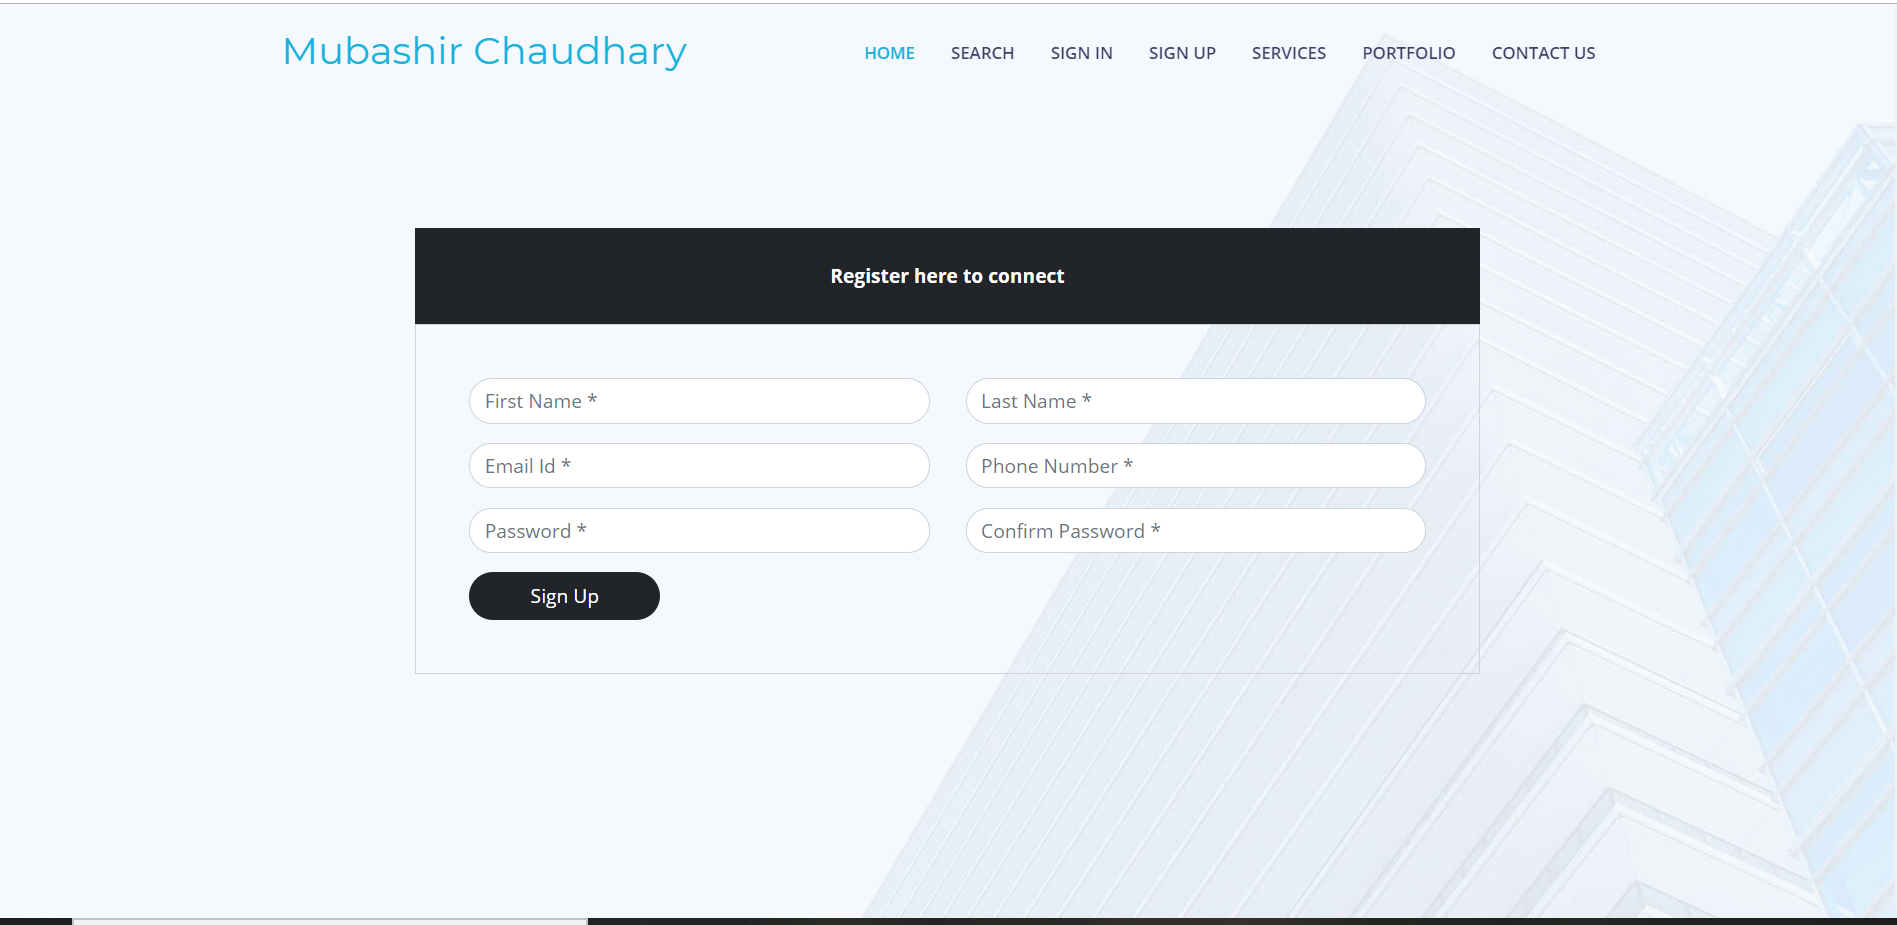 Mubashir Chaudhary
HOME SEARCH SIGN IN SIGN UP SERVICES PORTFOLIO CONTACT US
Register here to connect
First Name * Last Name *
Email Id * Phone Number *
Password * Confirm Password *
Sign Up